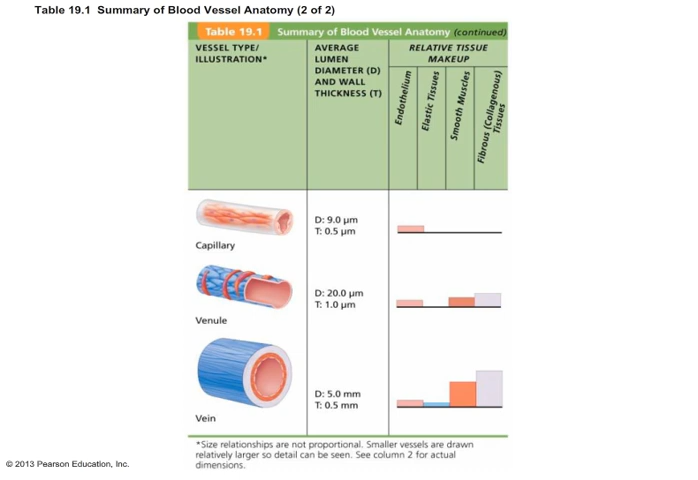 Table 19.1 Summary of Blood Vessel Anatomy (2 of 2)
Table 19.1 Summary of Blood Vessel Anatomy (continued)
VESSEL TYPE/
ILLUSTRATION*
AVERAGE
LUMEN
DIAMETER (D)
AND WALL
THICKNESS (T)
RELATIVE TISSUE
MAKEUP
Endothelium
Elastic Tissues
Smooth Muscles
Fibrous (Collagenous)
Tissues
Capillary
D: 9.0 µm
T: 0.5 µm
Venule
D: 20.0 µm
T: 1.0 µm
Vein
D: 5.0 mm
T: 0.5 mm
*Size relationships are not proportional. Smaller vessels are drawn
relatively larger so detail can be seen. See column 2 for actual
dimensions.
© 2013 Pearson Education, Inc.